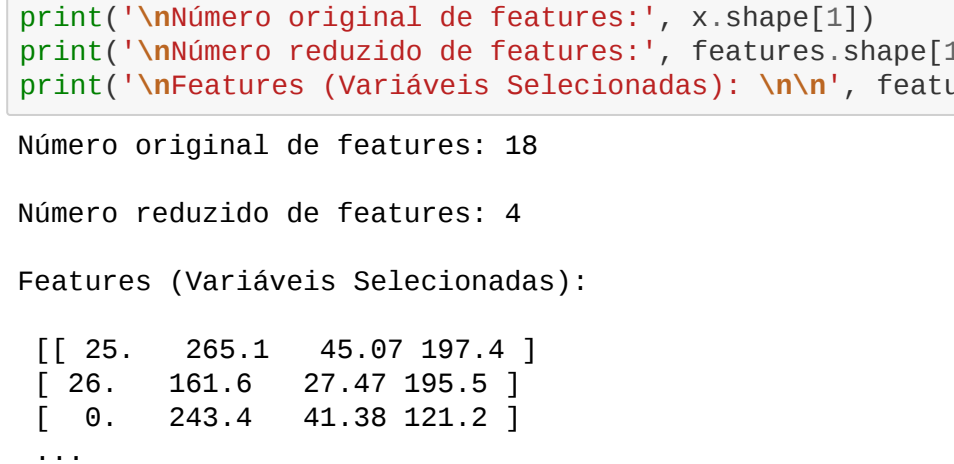 print('\nNúmero original de features:', x.shape[1])
print('\nNúmero reduzido de features:', features.shape[1
print('\nFeatures (Variáveis Selecionadas): \n\n', featu
Número original de features: 18
Número reduzido de features: 4
Features (Variáveis Selecionadas):
[[ 25.   265.1   45.07 197.4 ]
[ 26.   161.6   27.47 195.5 ]
[  0.   243.4   41.38 121.2 ]
...